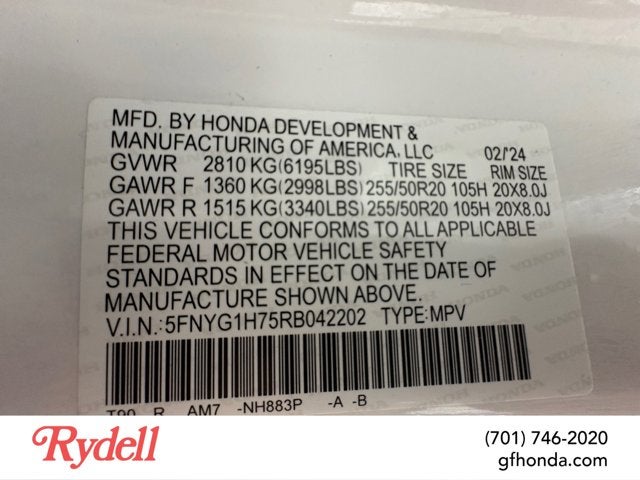 MFD. BY HONDA DEVELOPMENT &
MANUFACTURING OF AMERICA, LLC 02/'24
GVWR 2810 KG(6195LBS) TIRE SIZE RIM SIZE
GAWR F 1360 KG(2998LBS) 255/50R20 105H 20X8.0J
GAWR R 1515 KG(3340LBS) 255/50R20 105H 20X8.0J
THIS VEHICLE CONFORMS TO ALL APPLICABLE
FEDERAL MOTOR VEHICLE SAFETY
STANDARDS IN EFFECT ON THE DATE OF
MANUFACTURE SHOWN ABOVE.
V.I.N.:5FNYG1H75RB042202 TYPE:MPV
T90 R AM7 -NH883P -A -B
Rydell
(701) 746-2020
gfhonda.com